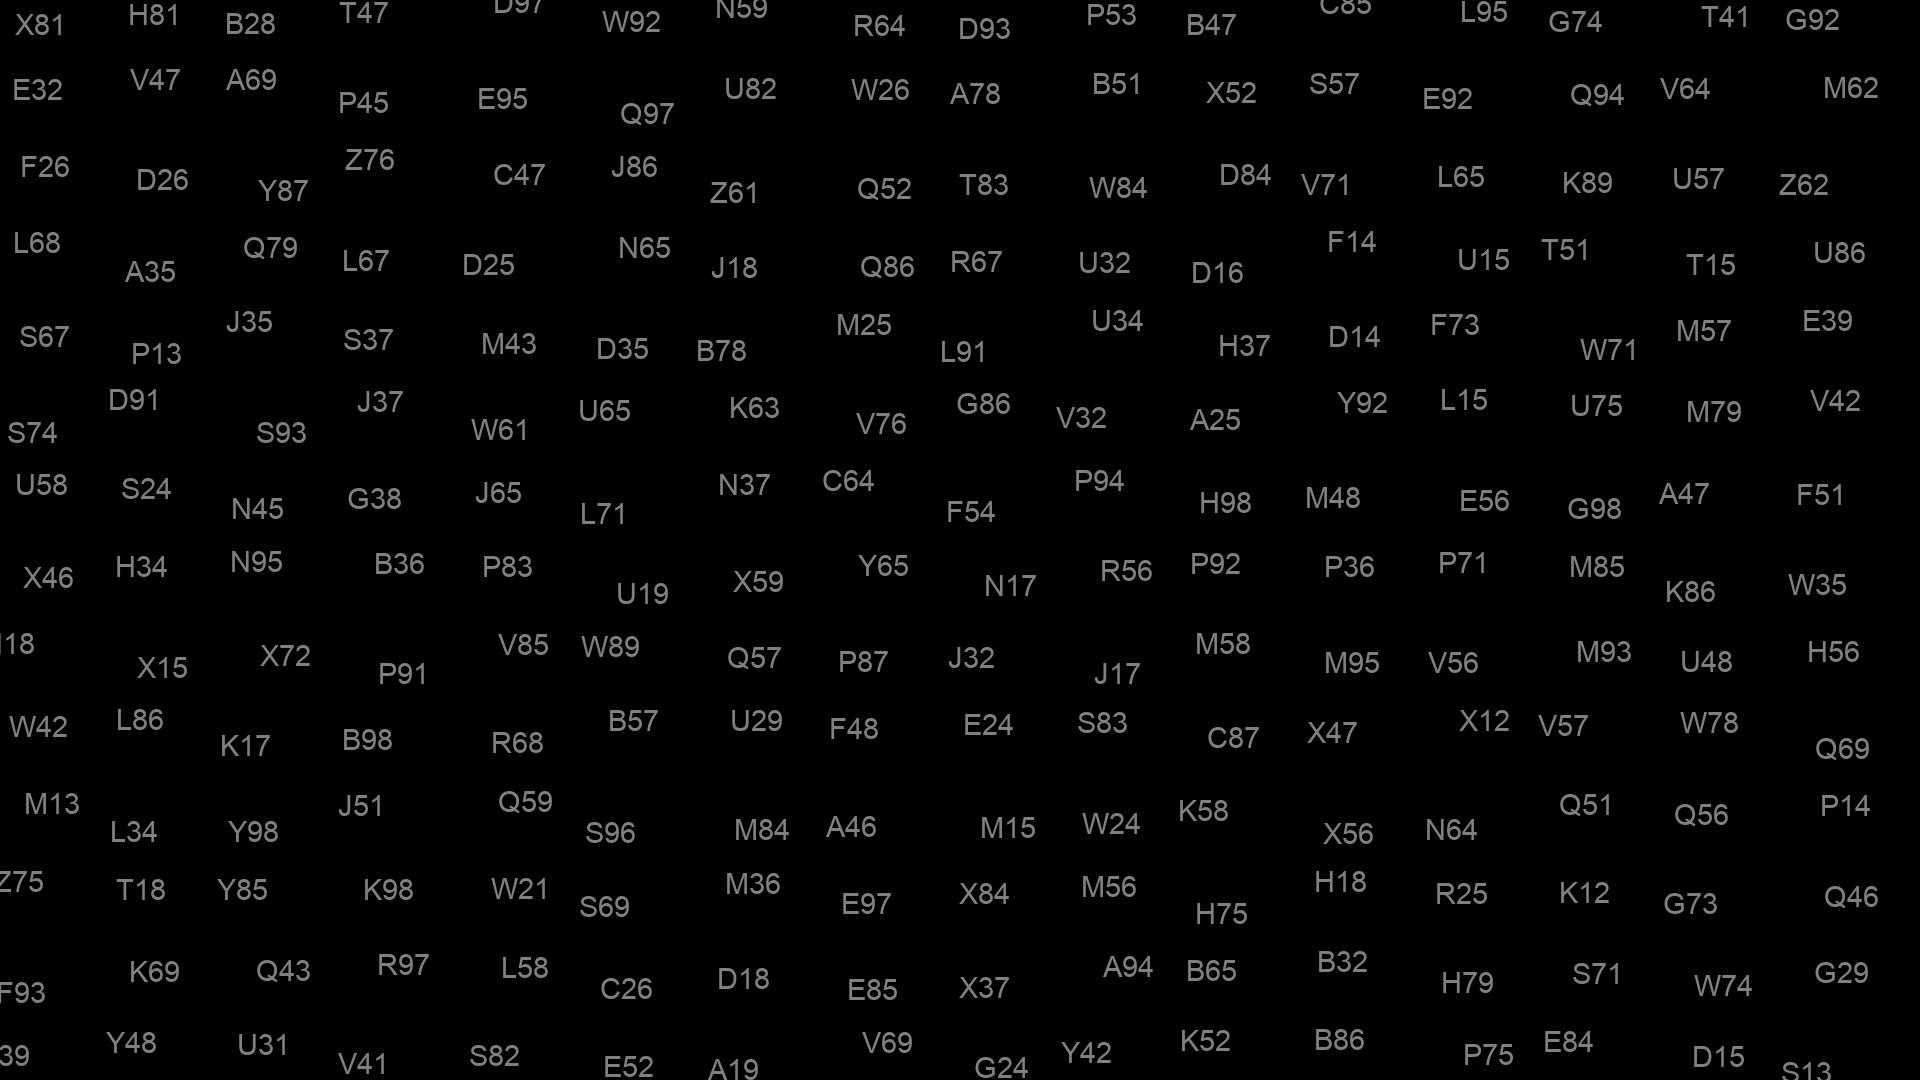 X81 H81 B28 T47 D97 W92 N59 R64 D93 P53 B47 C85 L95 G74 T41 G92
E32 V47 A69 P45 E95 Q97 U82 W26 A78 B51 X52 S57 E92 Q94 V64 M62
F26 D26 Y87 Z76 C47 J86 Z61 Q52 T83 W84 D84 V71 L65 K89 U57 Z62
L68 A35 Q79 L67 D25 N65 J18 Q86 R67 U32 D16 F14 U15 T51 T15 U86
S67 P13 J35 S37 M43 D35 B78 M25 L91 U34 H37 D14 F73 W71 M57 E39
S74 D91 S93 J37 W61 U65 K63 V76 G86 V32 A25 Y92 L15 U75 M79 V42
U58 S24 N45 G38 J65 L71 N37 C64 F54 P94 H98 M48 E56 G98 A47 F51
X46 H34 N95 B36 P83 U19 X59 Y65 N17 R56 P92 P36 P71 M85 K86 W35
18 X15 X72 P91 V85 W89 Q57 P87 J32 J17 M58 M95 V56 M93 U48 H56
W42 L86 K17 B98 R68 B57 U29 F48 E24 S83 C87 X47 X12 V57 W78 Q69
M13 L34 Y98 J51 Q59 S96 M84 A46 M15 W24 K58 X56 N64 Q51 Q56 P14
Z75 T18 Y85 K98 W21 S69 M36 E97 X84 M56 H75 H18 R25 K12 G73 Q46
F93 K69 Q43 R97 L58 C26 D18 E85 X37 A94 B65 B32 H79 S71 W74 G29
39 Y48 U31 V41 S82 E52 A19 V69 G24 Y42 K52 B86 P75 E84 D15 S13